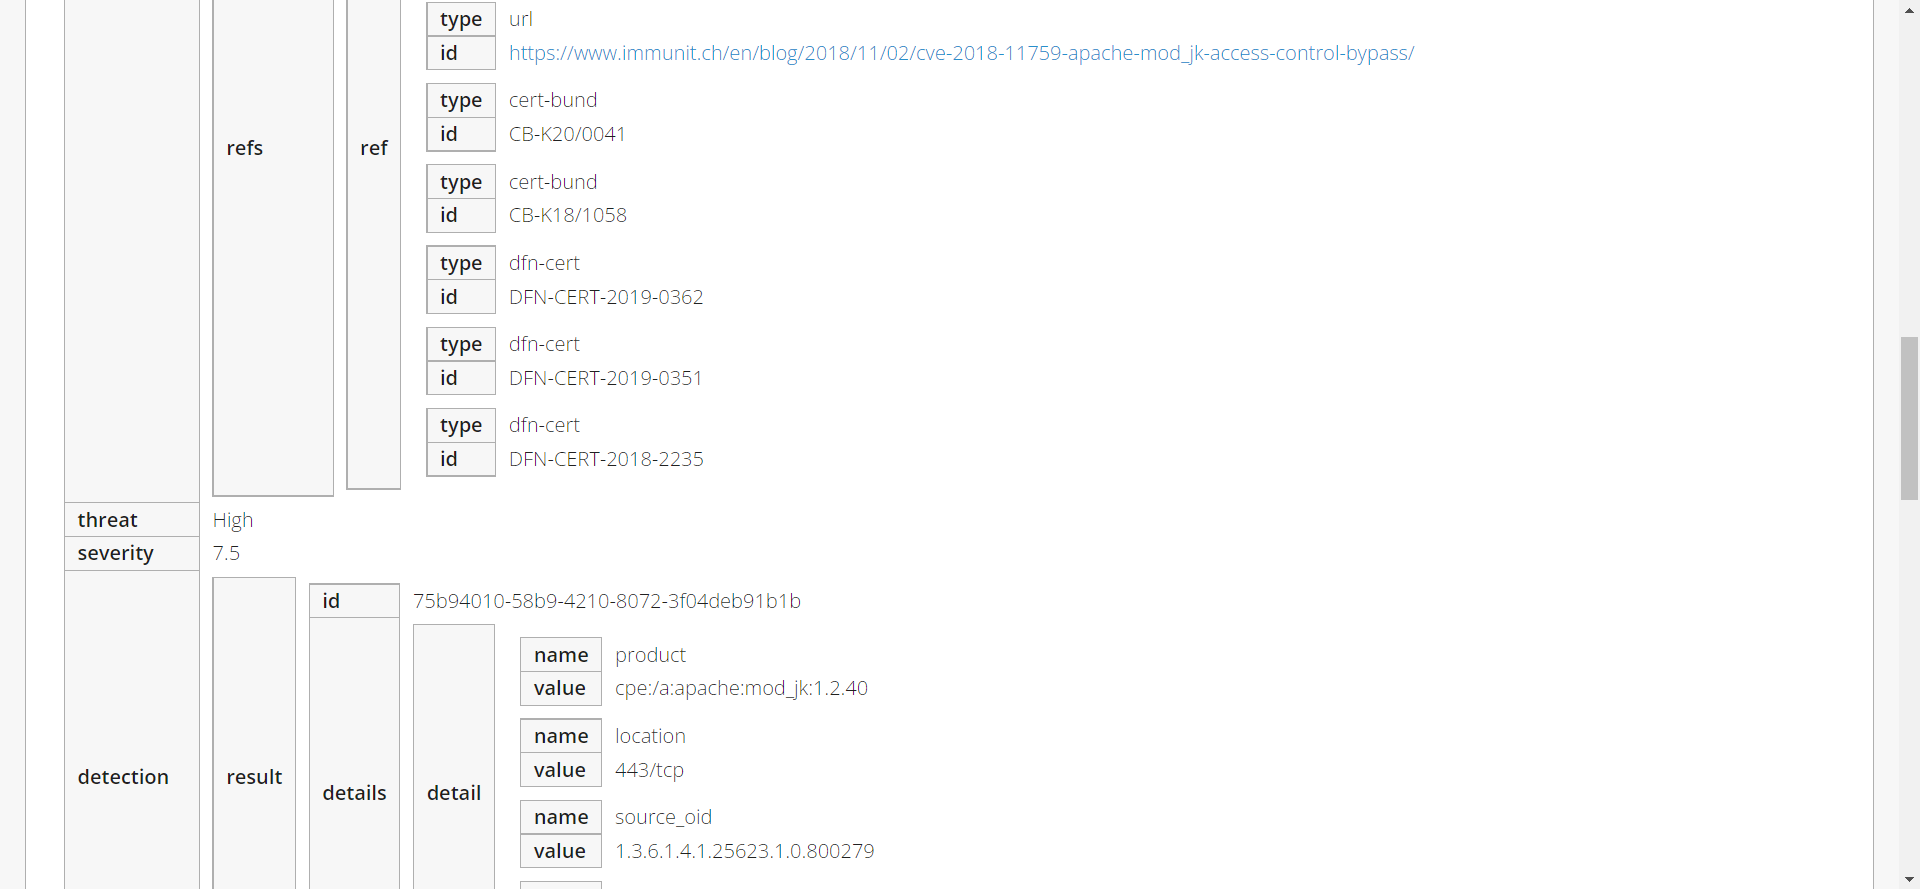 type url
id https://www.immunit.ch/en/blog/2018/11/02/cve-2018-11759-apache-mod_jk-access-control-bypass/
type cert-bund
id CB-K20/0041
refs ref
type cert-bund
id CB-K18/1058
type dfn-cert
id DFN-CERT-2019-0362
type dfn-cert
id DFN-CERT-2019-0351
type dfn-cert
id DFN-CERT-2018-2235
threat High
severity 7.5
id 75b94010-58b9-4210-8072-3f04deb91b1b
name product
value cpe:/a:apache:mod_jk:1.2.40
name location
value 443/tcp
detection result details detail
name source_oid
value 1.3.6.1.4.1.25623.1.0.800279